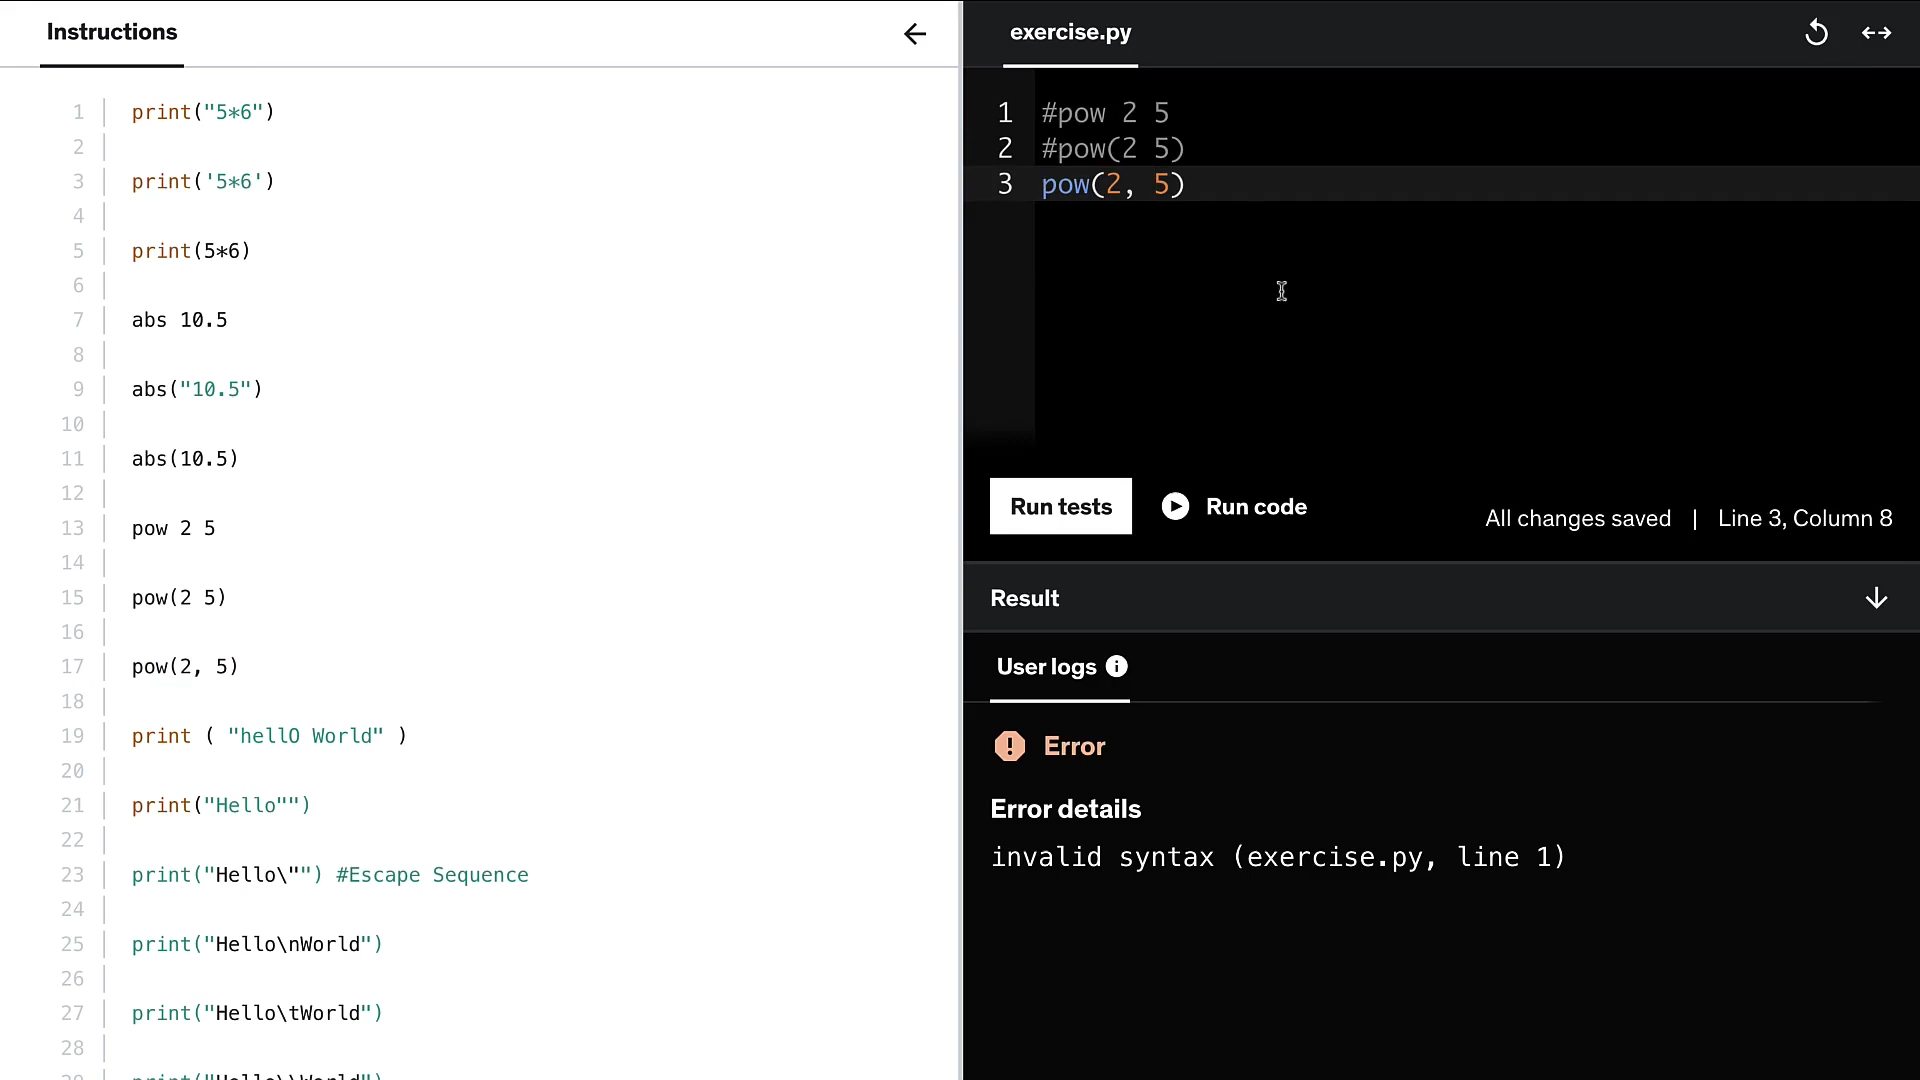 Instructions
1 print("5*6")
2
3 print('5*6')
4
5 print(5*6)
6
7 abs 10.5
8
9 abs("10.5")
10
11 abs(10.5)
12
13 pow 2 5
14
15 pow(2 5)
16
17 pow(2, 5)
18
19 print ( "hellO World" )
20
21 print("Hello"")
22
23 print("Hello\"") #Escape Sequence
24
25 print("Hello\nWorld")
26
27 print("Hello\tWorld")
28
exercise.py
1 #pow 2 5
2 #pow(2 5)
3 pow(2, 5)
Run tests
Run code
All changes saved | Line 3, Column 8
Result
User logs
Error
Error details
invalid syntax (exercise.py, line 1)